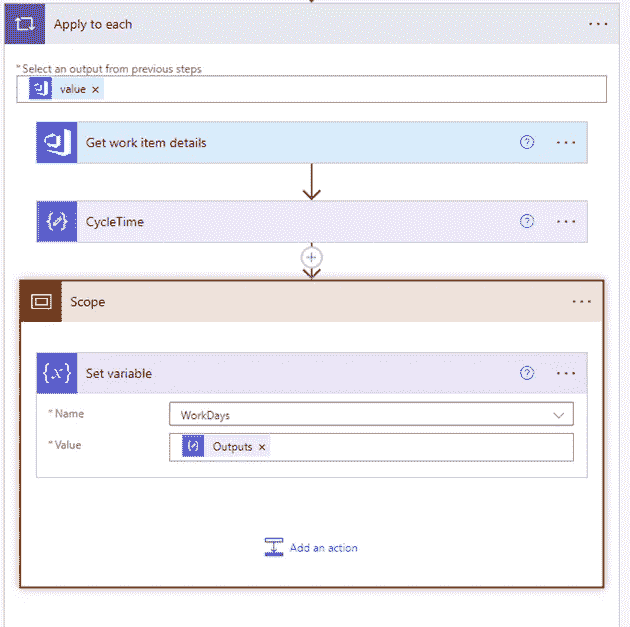 Apply to each
* Select an output from previous steps
value ×
Get work item details
{∕} CycleTime
Scope
{x} Set variable
* Name WorkDays
* Value Outputs ×
Add an action